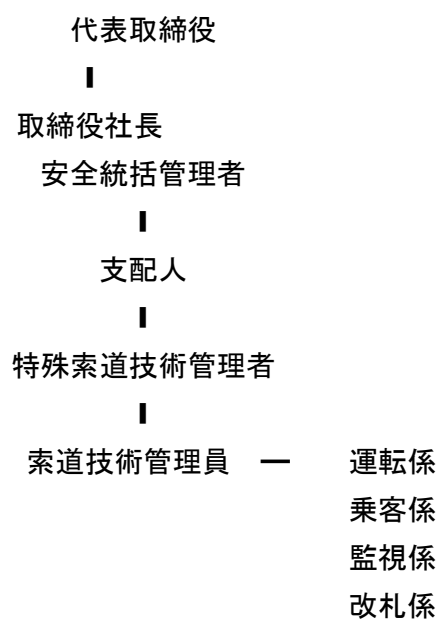 代表取締役
取締役社長
安全統括管理者
支配人
特殊索道技術管理者
索道技術管理員 ー 運転係
乗客係
監視係
改札係